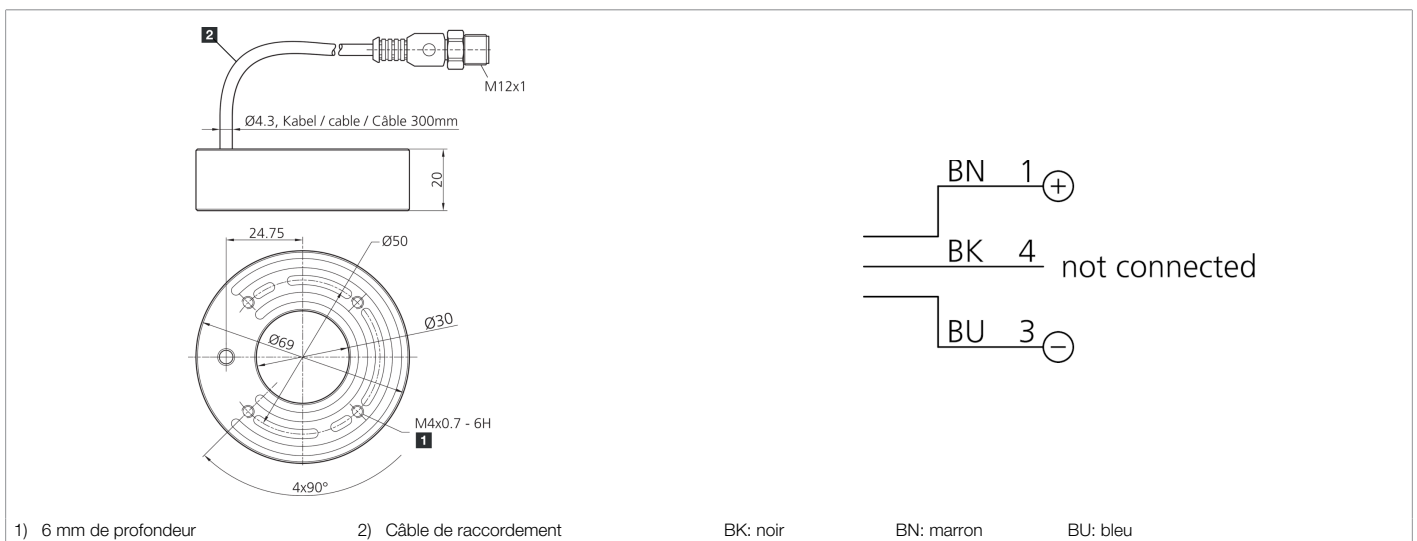 2
M12x1
Ø4.3, Kabel / cable / Câble 300mm
20
24.75
Ø50
Ø30
Ø69
M4x0.7 - 6H
1
4x90°
BN 1 +
BK 4 not connected
BU 3 −
1) 6 mm de profondeur 2) Câble de raccordement BK: noir BN: marron BU: bleu